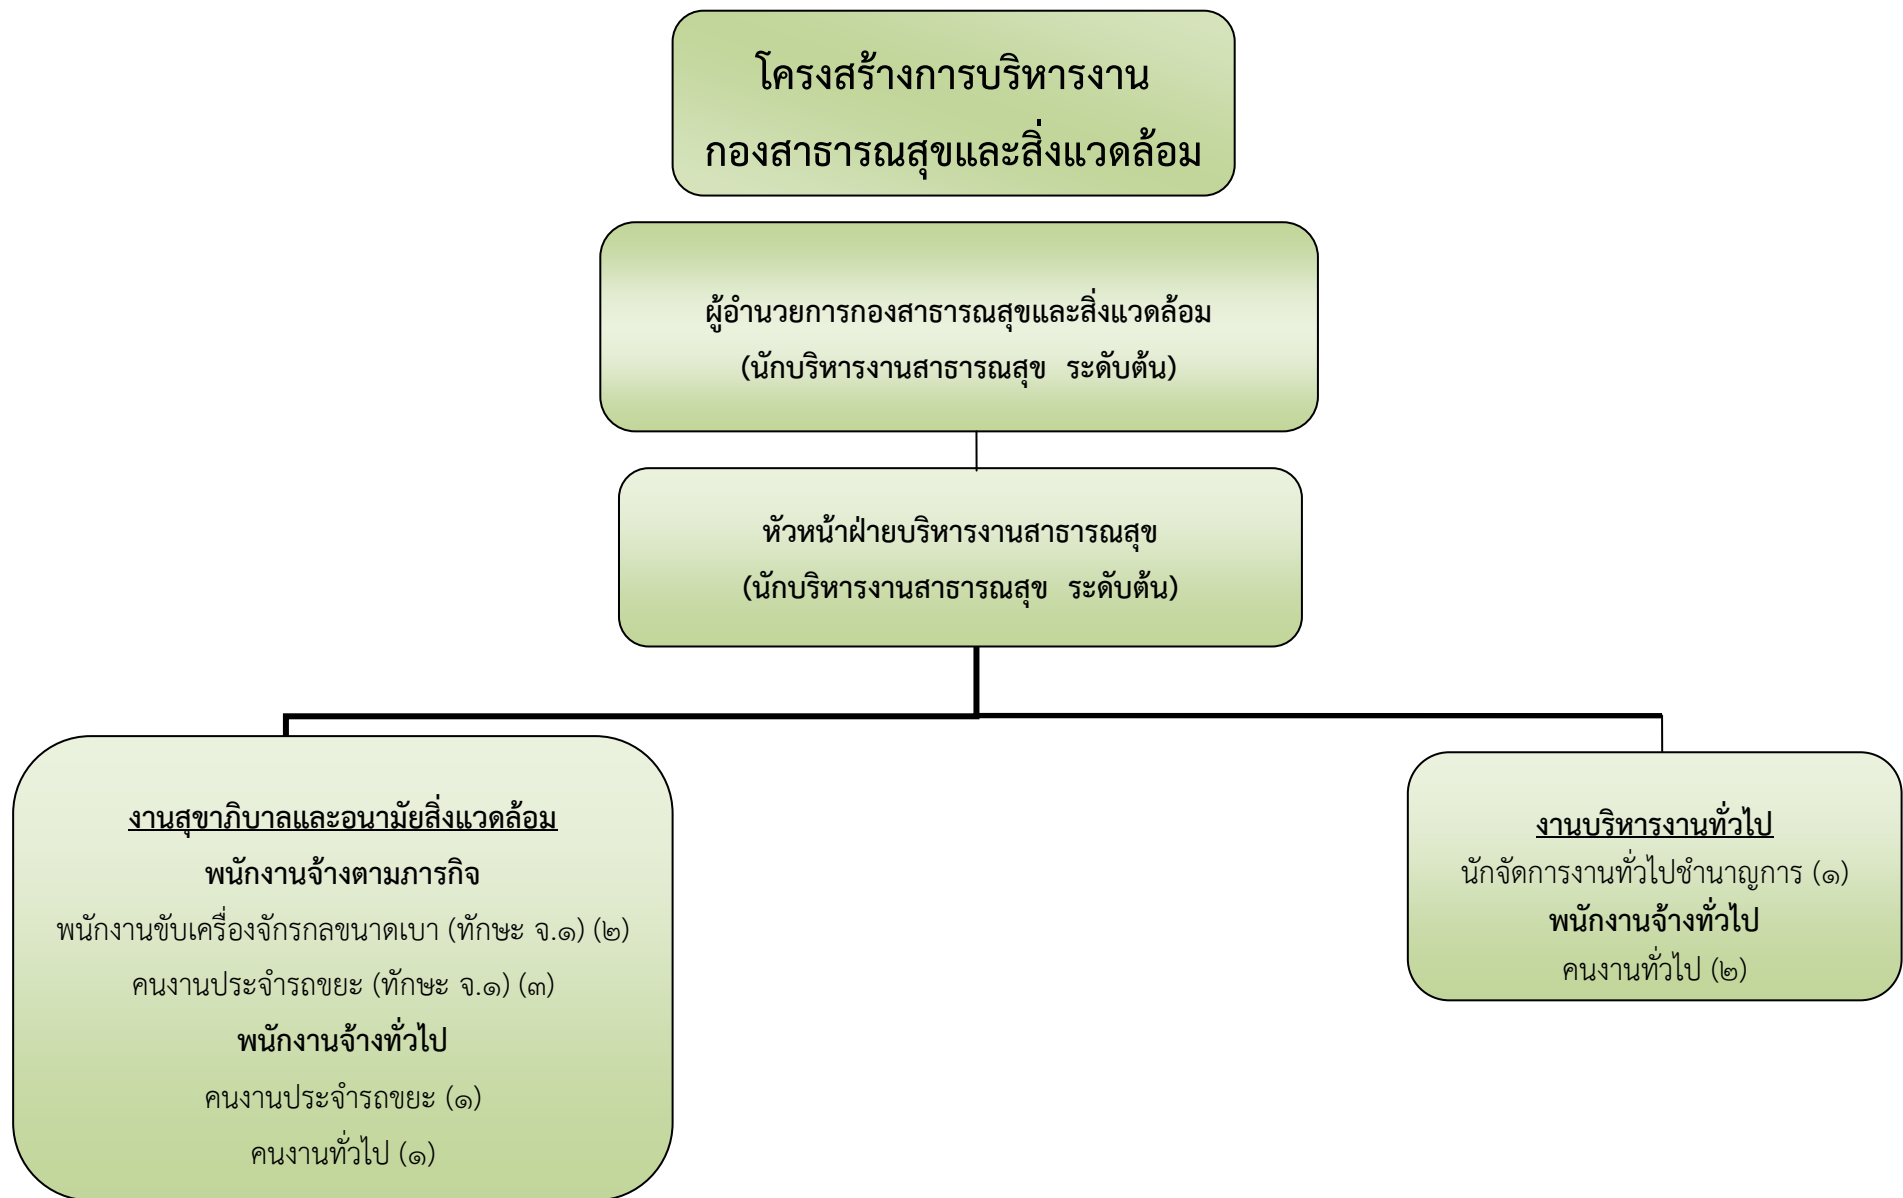 โครงสร้างการบริหารงาน
กองสาธารณสุขและสิ่งแวดล้อม
ผู้อำนวยการกองสาธารณสุขและสิ่งแวดล้อม
(นักบริหารงานสาธารณสุข ระดับต้น)
หัวหน้าฝ่ายบริหารงานสาธารณสุข
(นักบริหารงานสาธารณสุข ระดับต้น)
งานสุขาภิบาลและอนามัยสิ่งแวดล้อม
พนักงานจ้างตามภารกิจ
พนักงานขับเครื่องจักรกลขนาดเบา (ทักษะ จ.๑) (๒)
คนงานประจำรถขยะ (ทักษะ จ.๑) (๓)
พนักงานจ้างทั่วไป
คนงานประจำรถขยะ (๑)
คนงานทั่วไป (๑)
งานบริหารงานทั่วไป
นักจัดการงานทั่วไปชำนาญการ (๑)
พนักงานจ้างทั่วไป
คนงานทั่วไป (๒)